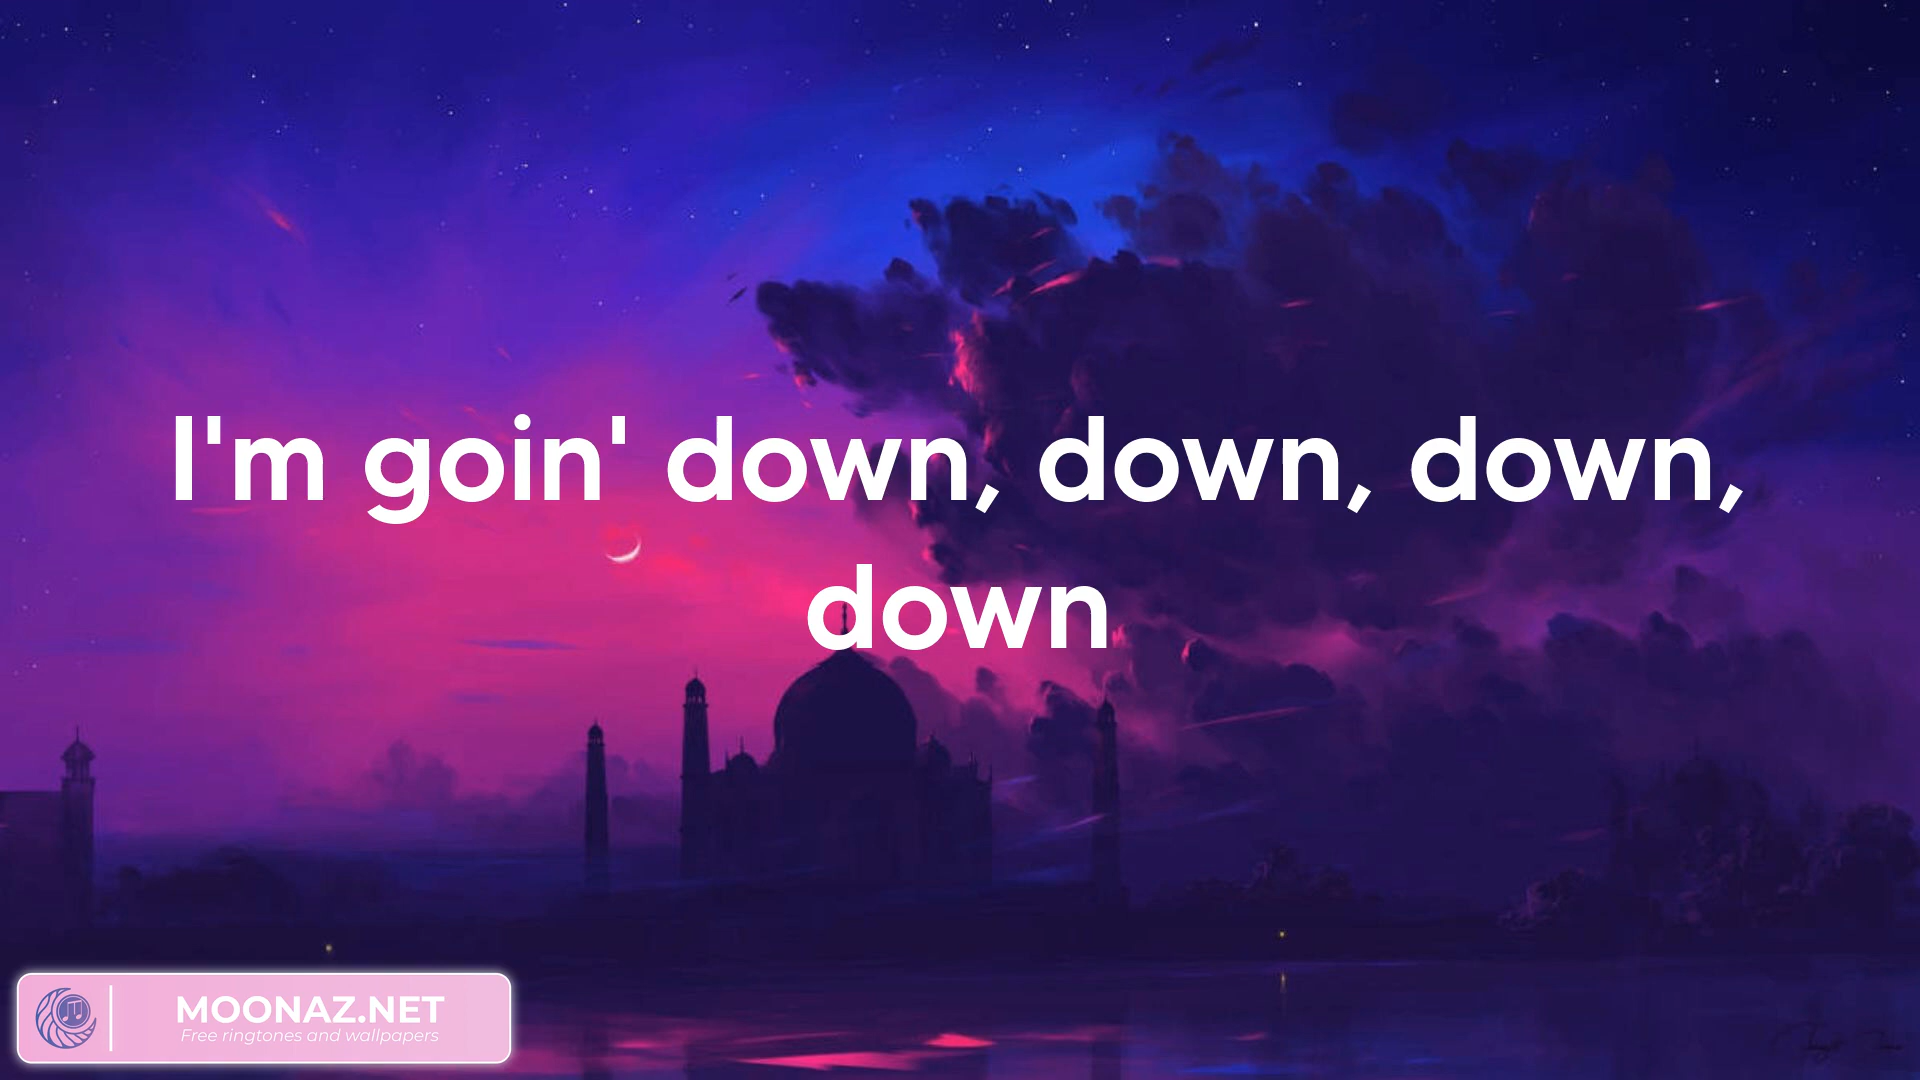 I'm goin' down, down, down,
down
MOONAZ.NET
Free ringtones and wallpapers